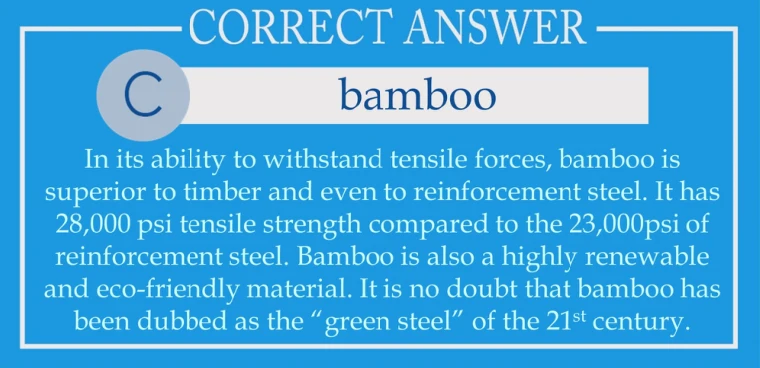 CORRECT ANSWER
C bamboo
In its ability to withstand tensile forces, bamboo is
superior to timber and even to reinforcement steel. It has
28,000 psi tensile strength compared to the 23,000psi of
reinforcement steel. Bamboo is also a highly renewable
and eco-friendly material. It is no doubt that bamboo has
been dubbed as the “green steel” of the 21st century.